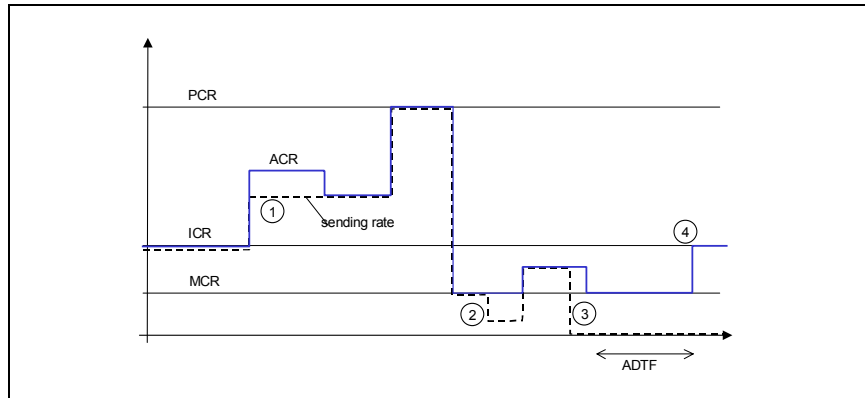 PCR
ACR
1
sending rate
ICR
4
MCR
2
3
ADTF